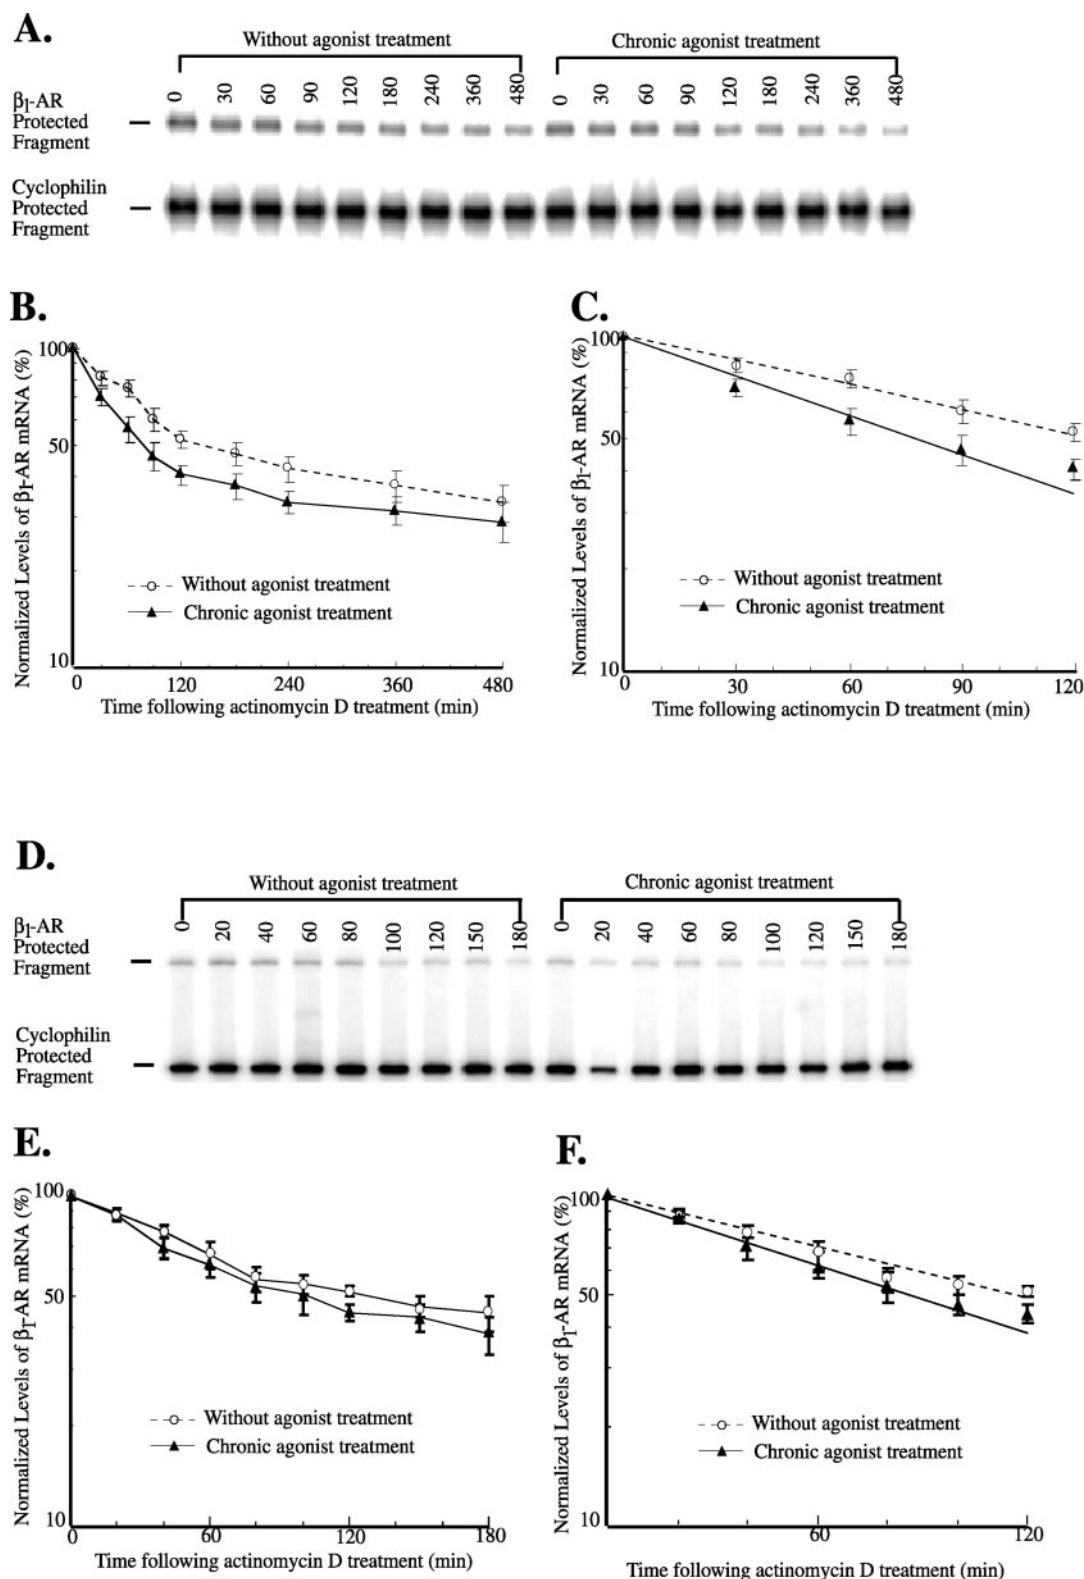 A.
Without agonist treatment
Chronic agonist treatment
0 30 60 90 120 180 240 360 480 0 30 60 90 120 180 240 360 480
β1-AR
Protected
Fragment
Cyclophilin
Protected
Fragment
B.
Normalized Levels of β1-AR mRNA (%)
100
50
10
Without agonist treatment
Chronic agonist treatment
0 120 240 360 480
Time following actinomycin D treatment (min)
C.
Normalized Levels of β1-AR mRNA (%)
100
50
10
Without agonist treatment
Chronic agonist treatment
0 30 60 90 120
Time following actinomycin D treatment (min)
D.
Without agonist treatment
Chronic agonist treatment
0 20 40 60 80 100 120 150 180 0 20 40 60 80 100 120 150 180
β1-AR
Protected
Fragment
Cyclophilin
Protected
Fragment
E.
Normalized Levels of β1-AR mRNA (%)
100
50
10
Without agonist treatment
Chronic agonist treatment
0 60 120 180
Time following actinomycin D treatment (min)
F.
Normalized Levels of β1-AR mRNA (%)
100
50
10
Without agonist treatment
Chronic agonist treatment
60 120
Time following actinomycin D treatment (min)